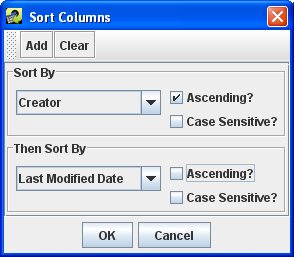 Sort Columns
Add Clear
Sort By
Creator
Ascending?
Case Sensitive?
Then Sort By
Last Modified Date
Ascending?
Case Sensitive?
OK Cancel